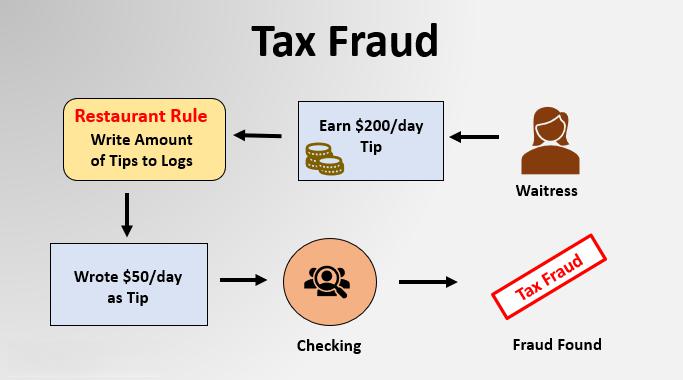 Tax Fraud
Restaurant Rule
Write Amount
of Tips to Logs
Earn $200/day
Tip
Waitress
Wrote $50/day
as Tip
Checking
Tax Fraud
Fraud Found